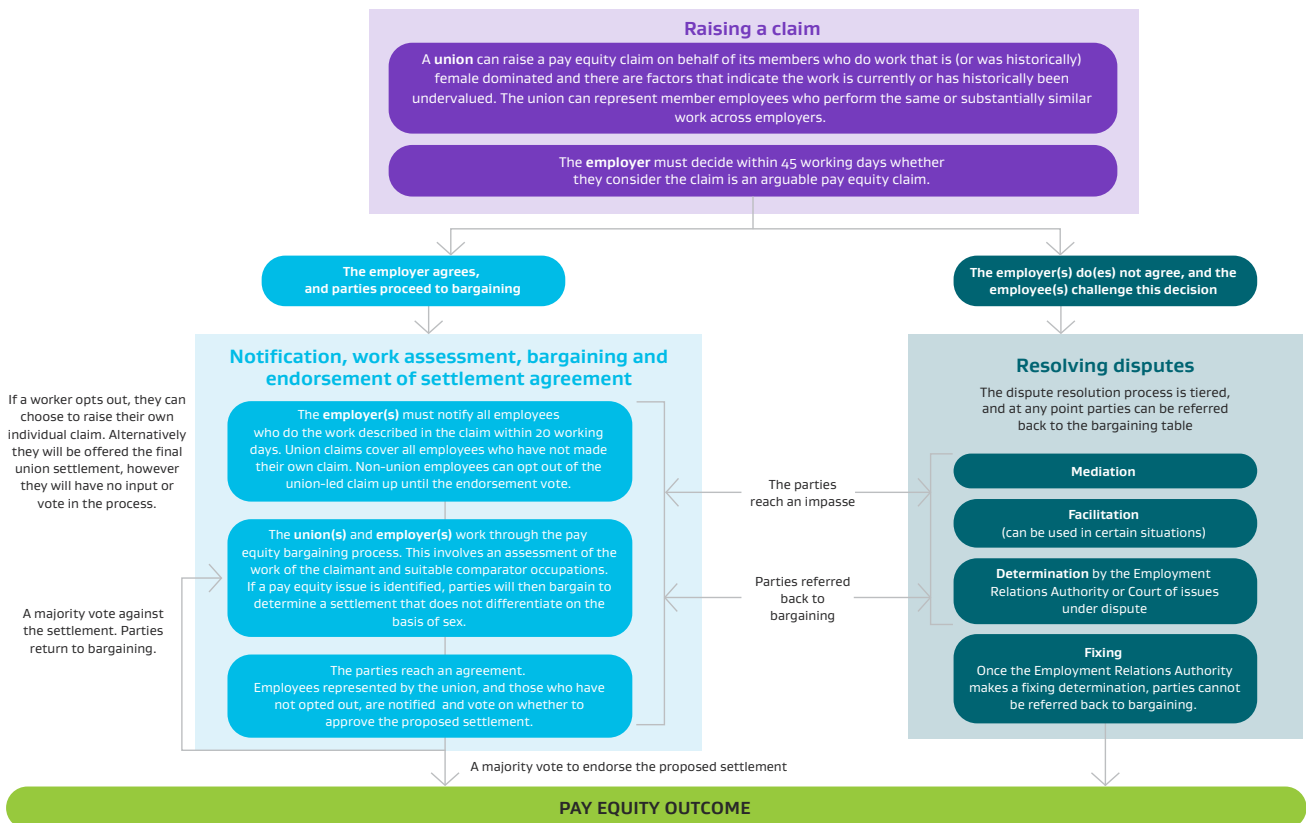 Raising a claim
A union can raise a pay equity claim on behalf of its members who do work that is (or was historically)
female dominated and there are factors that indicate the work is currently or has historically been
undervalued. The union can represent member employees who perform the same or substantially similar
work across employers.
The employer must decide within 45 working days whether
they consider the claim is an arguable pay equity claim.
The employer agrees,
and parties proceed to bargaining
The employer(s) do(es) not agree, and the
employee(s) challenge this decision
If a worker opts out, they can
choose to raise their own
individual claim. Alternatively
they will be offered the final
union settlement, however
they will have no input or
vote in the process.
A majority vote against
the settlement. Parties
return to bargaining.
Notification, work assessment, bargaining and
endorsement of settlement agreement
The employer(s) must notify all employees
who do the work described in the claim within 20 working
days. Union claims cover all employees who have not made
their own claim. Non-union employees can opt out of the
union-led claim up until the endorsement vote.
The union(s) and employer(s) work through the pay
equity bargaining process. This involves an assessment of the
work of the claimant and suitable comparator occupations.
If a pay equity issue is identified, parties will then bargain to
determine a settlement that does not differentiate on the
basis of sex.
The parties reach an agreement.
Employees represented by the union, and those who have
not opted out, are notified and vote on whether to
approve the proposed settlement.
The parties
reach an impasse
Parties referred
back to
bargaining
Resolving disputes
The dispute resolution process is tiered,
and at any point parties can be referred
back to the bargaining table
Mediation
Facilitation
(can be used in certain situations)
Determination by the Employment
Relations Authority or Court of issues
under dispute
Fixing
Once the Employment Relations Authority
makes a fixing determination, parties cannot
be referred back to bargaining.
A majority vote to endorse the proposed settlement
PAY EQUITY OUTCOME